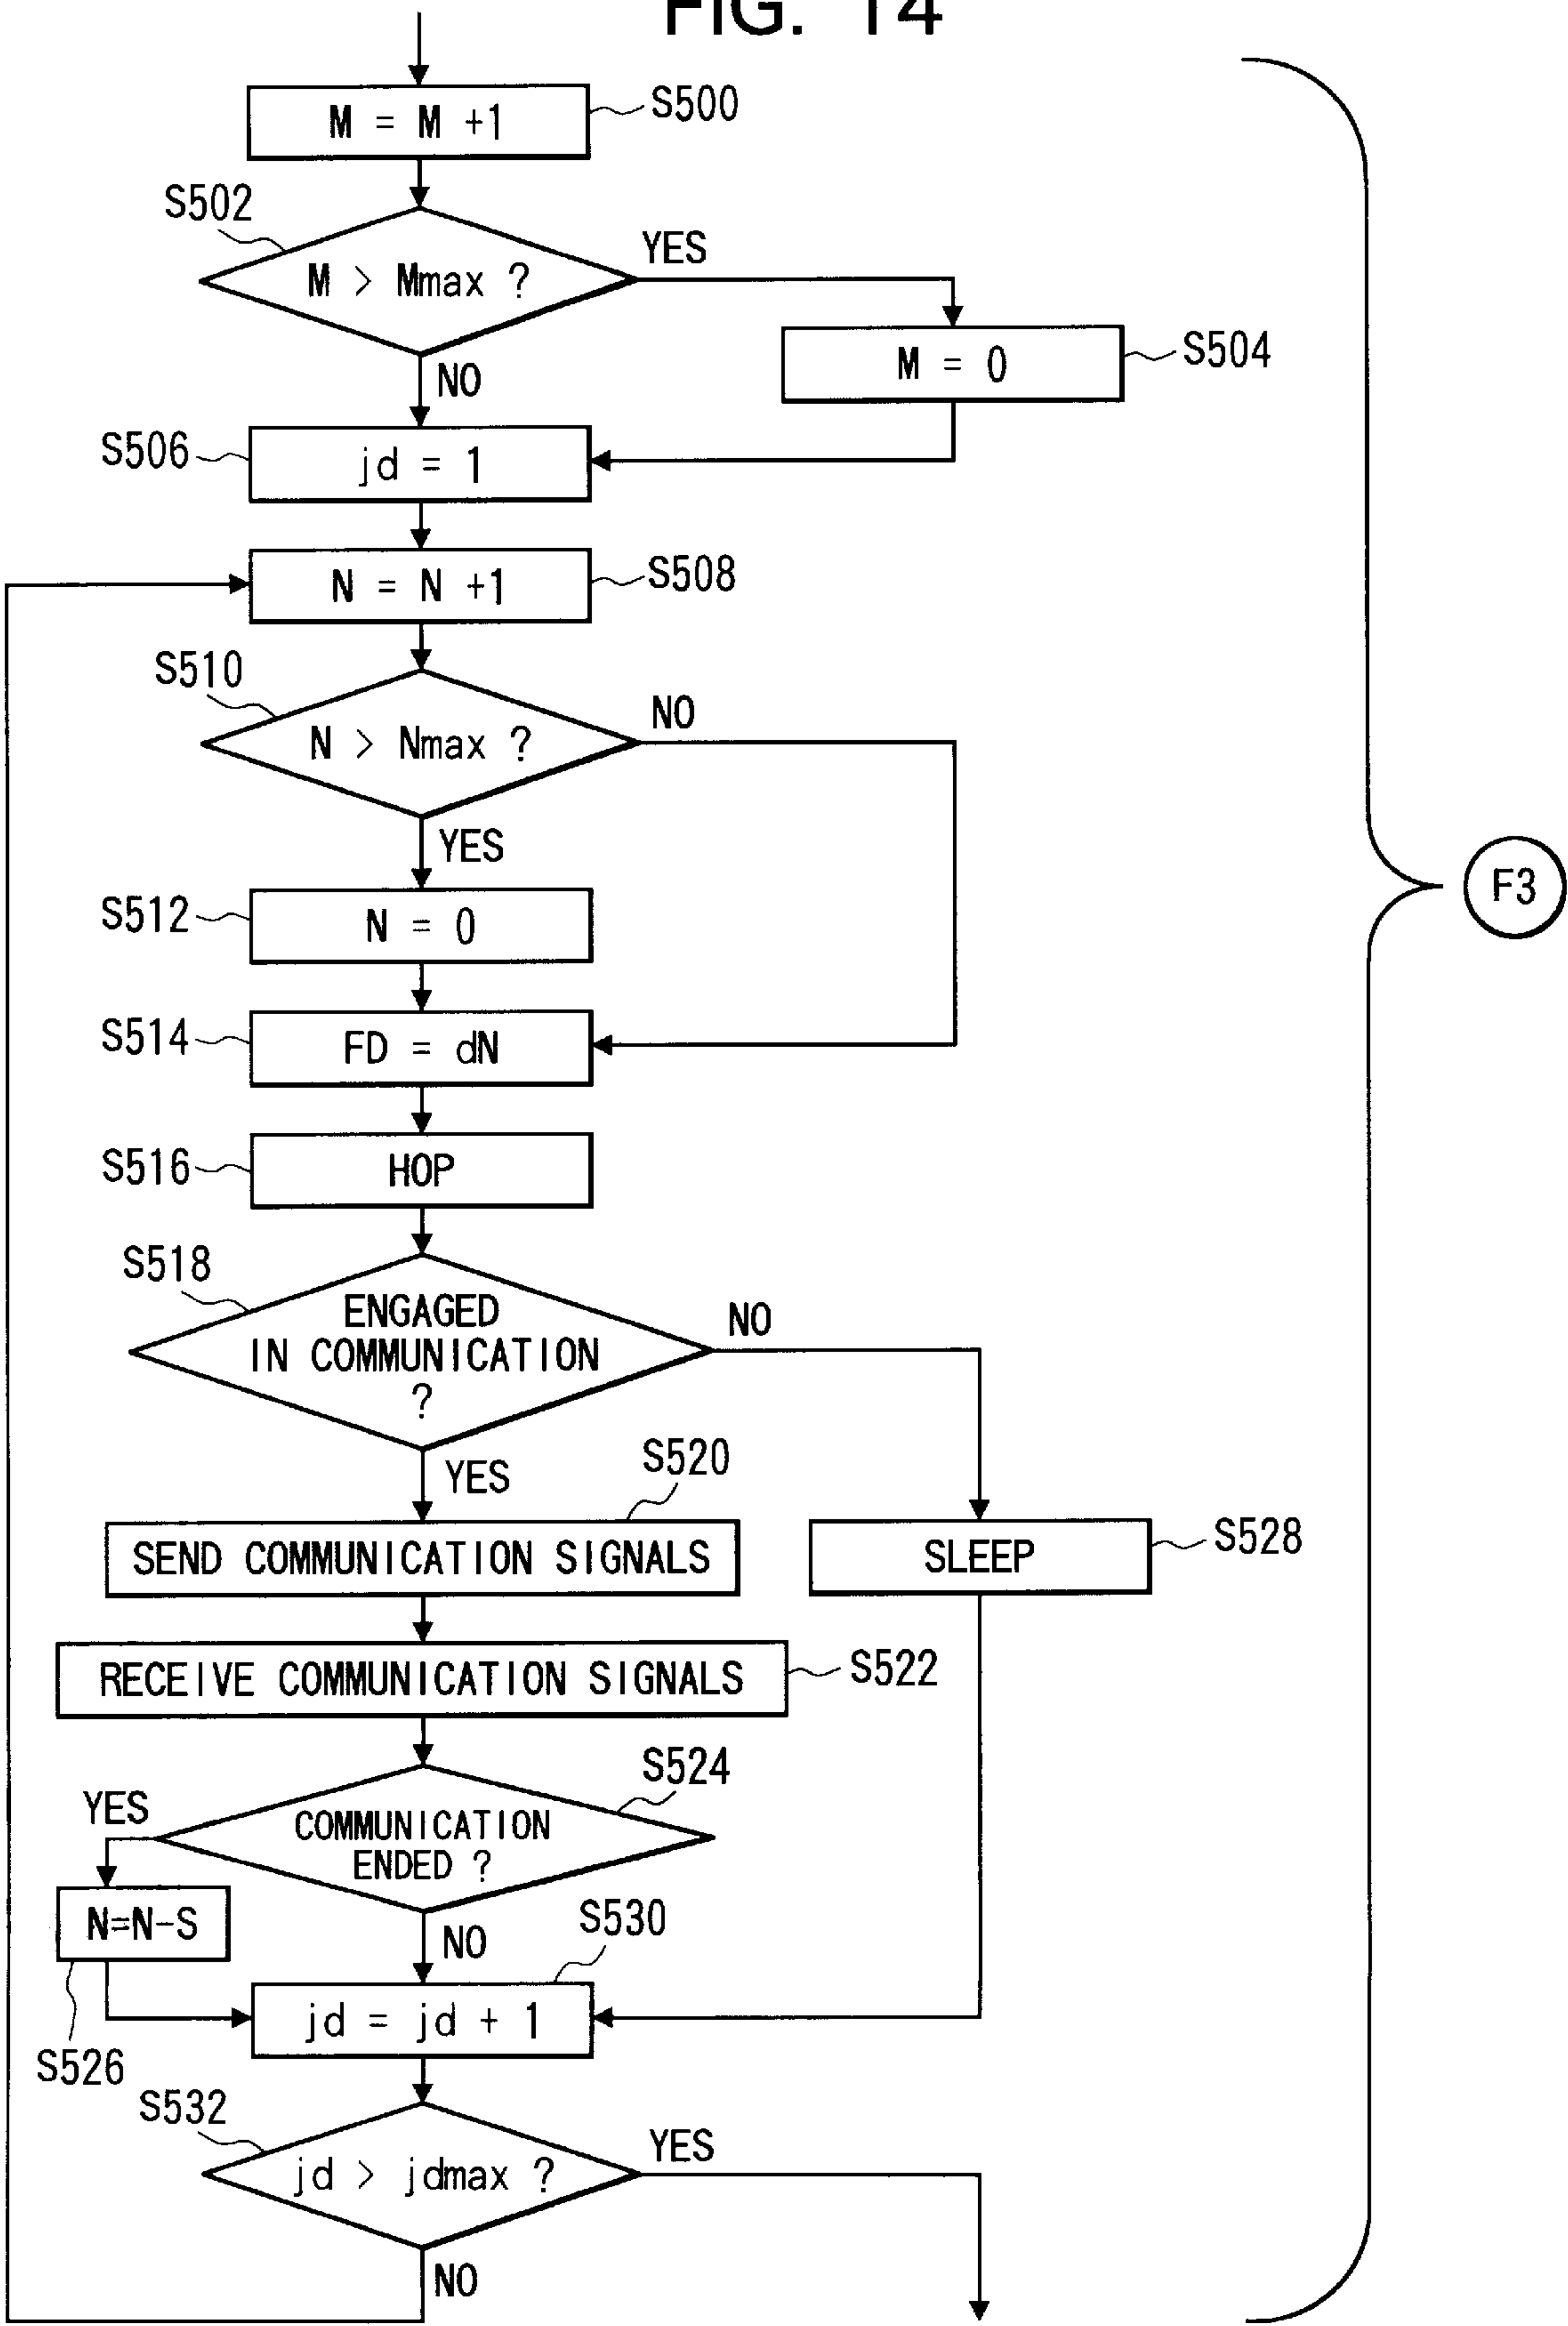 FIG. 14
M = M +1
S500
S502
M > Mmax ?
YES
NO
M = 0
S504
S506
jd = 1
N = N +1
S508
S510
N > Nmax ?
NO
YES
S512
N = 0
F3
S514
FD = dN
S516
HOP
S518
ENGAGED
IN COMMUNICATION
?
NO
YES
S520
SEND COMMUNICATION SIGNALS
SLEEP
S528
RECEIVE COMMUNICATION SIGNALS
S522
S524
YES
COMMUNICATION
ENDED ?
N=N-S
NO
S530
jd = jd + 1
S526
S532
jd > jdmax ?
YES
NO